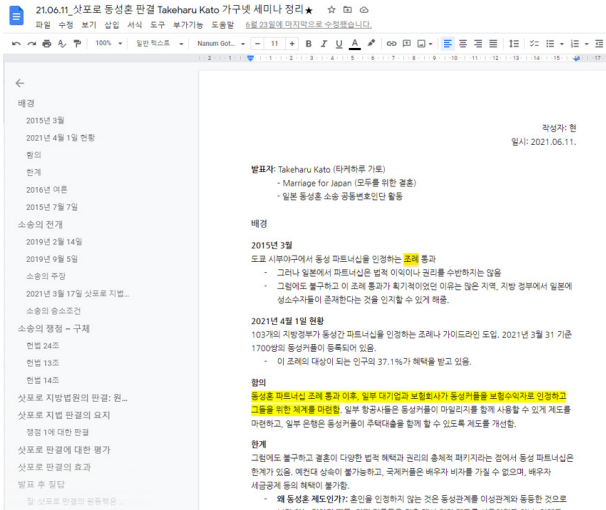 21.06.11_삿포로 동성혼 판결 Takeharu Kato 가구넷 세미나 정리★
파일 수정 보기 삽입 서식 도구 부가기능 도움말 6월 23일에 마지막으로 수정했습니다.
100% 일반 텍스트 Nanum Got... - 11 + B I U A
배경
2015년 3월
2021년 4월 1일 현황
함의
한계
2016년 여론
2015년 7월 7일
소송의 전개
2019년 2월 14일
2019년 9월 5일
소송의 주장
2021년 3월 17일 삿포로 지법...
소송의 승소조건
소송의 쟁점 – 구체
헌법 24조
헌법 13조
헌법 14조
삿포로 지방법원의 판결: 원...
삿포로 지법 판결의 요지
쟁점 1에 대한 판결
삿포로 판결에 대한 평가
삿포로 판결의 효과
발표 후 질답
질: 삿포로 판결의 원동력은 ...
작성자: 현
일시: 2021.06.11.
발표자: Takeharu Kato (타케하루 가토)
- Marriage for Japan (모두를 위한 결혼)
- 일본 동성혼 소송 공동변호인단 활동
배경
2015년 3월
도쿄 시부야구에서 동성 파트너십을 인정하는 조례 통과
- 그러나 일본에서 파트너십은 법적 이익이나 권리를 수반하지는 않음
- 그럼에도 불구하고 이 조례 통과가 획기적이었던 이유는 많은 지역, 지방 정부에서 일본에
성소수자들이 존재한다는 것을 인지할 수 있게 해줌.
2021년 4월 1일 현황
103개의 지방정부가 동성간 파트너십을 인정하는 조례나 가이드라인 도입. 2021년 3월 31 기준
1700쌍의 동성커플이 등록되어 있음.
- 이 조례의 대상이 되는 인구의 37.1%가 혜택을 받고 있음.
함의
동성혼 파트너십 조례 통과 이후, 일부 대기업과 보험회사가 동성커플을 보험수익자로 인정하고
그들을 위한 체계를 마련함. 일부 항공사들은 동성커플이 마일리지를 함께 사용할 수 있게 제도를
마련하고, 일부 은행은 동성커플이 주택대출을 함께 할 수 있도록 제도를 개선함.
한계
그럼에도 불구하고 결혼이 다양한 법적 혜택과 권리의 총체적 패키지라는 점에서 동성 파트너십은
한계가 있음. 예컨대 상속이 불가능하고, 국제커플은 배우자 비자를 가질 수 없으며, 배우자
세금공제 등의 혜택이 불가함.
- 왜 동성혼 제도인가?: 혼인을 인정하지 않는 것은 동성관계를 이성관계와 동등한 것으로